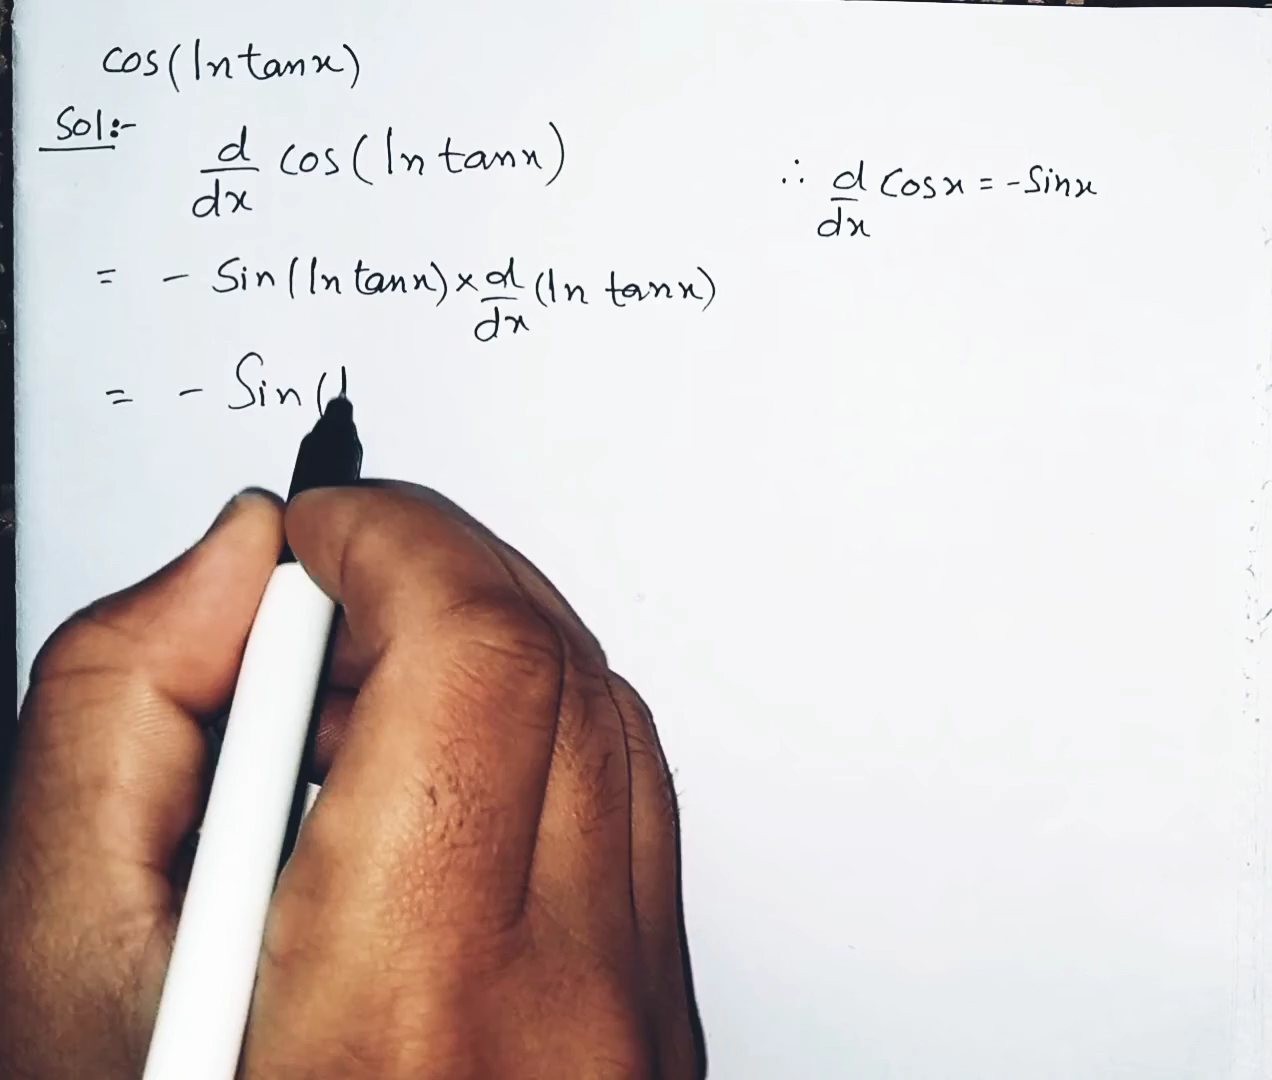 cos(ln tanx)
Sol:-
d/dx cos(ln tanx)
∴ d/dx Cosx = -Sinx
= - Sin(ln tanx) × d/dx (ln tanx)
= - Sin(l